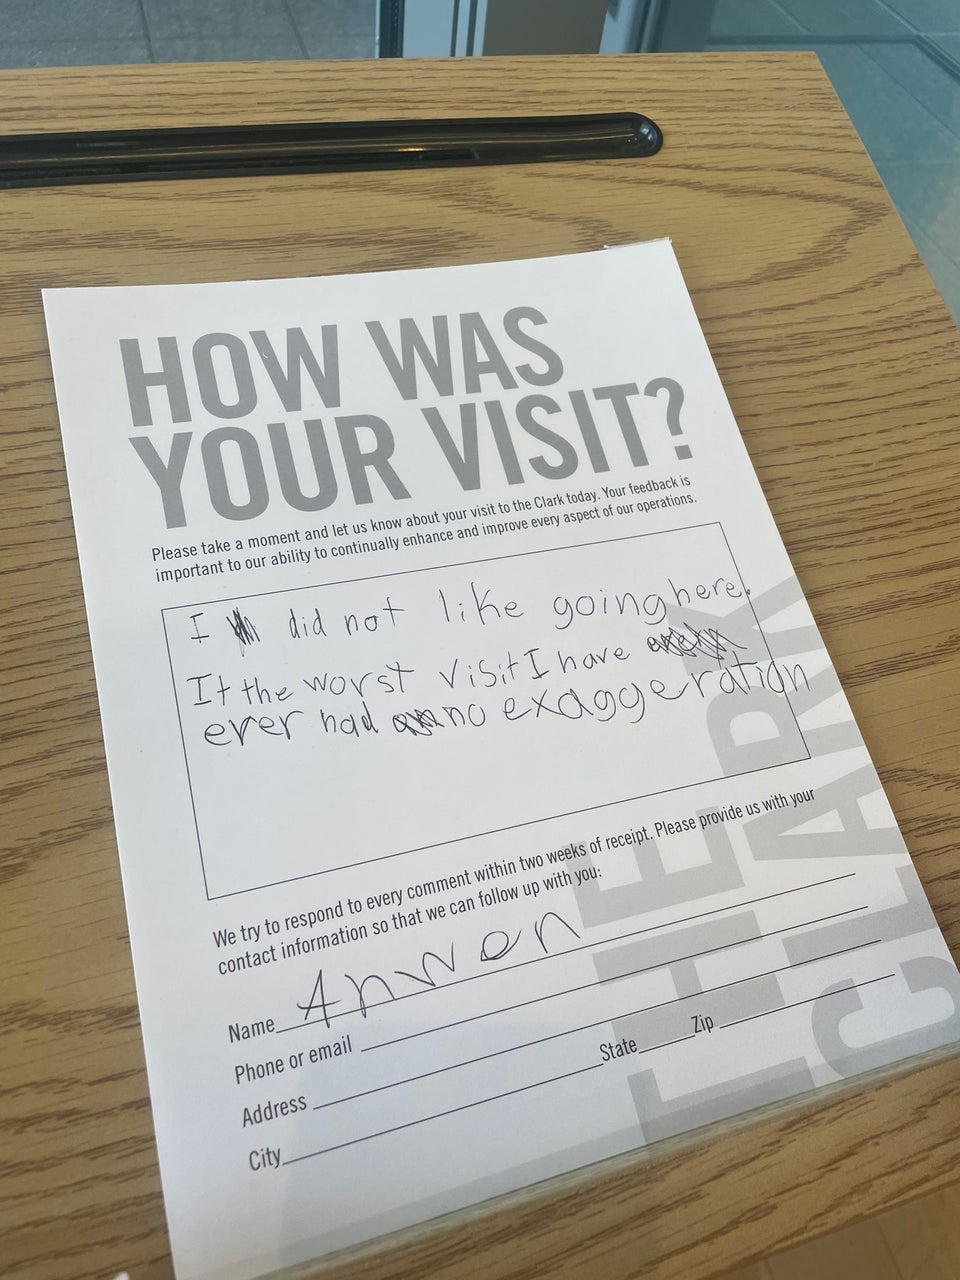 HOW WAS
YOUR VISIT?
Please take a moment and let us know about your visit to the Clark today. Your feedback is
important to our ability to continually enhance and improve every aspect of our operations.
I did not like going here.
It the worst visit I have
ever had no exaggeration
We try to respond to every comment within two weeks of receipt. Please provide us with your
contact information so that we can follow up with you:
Name Anwen
Phone or email
Address
City State Zip
THE
CLARK